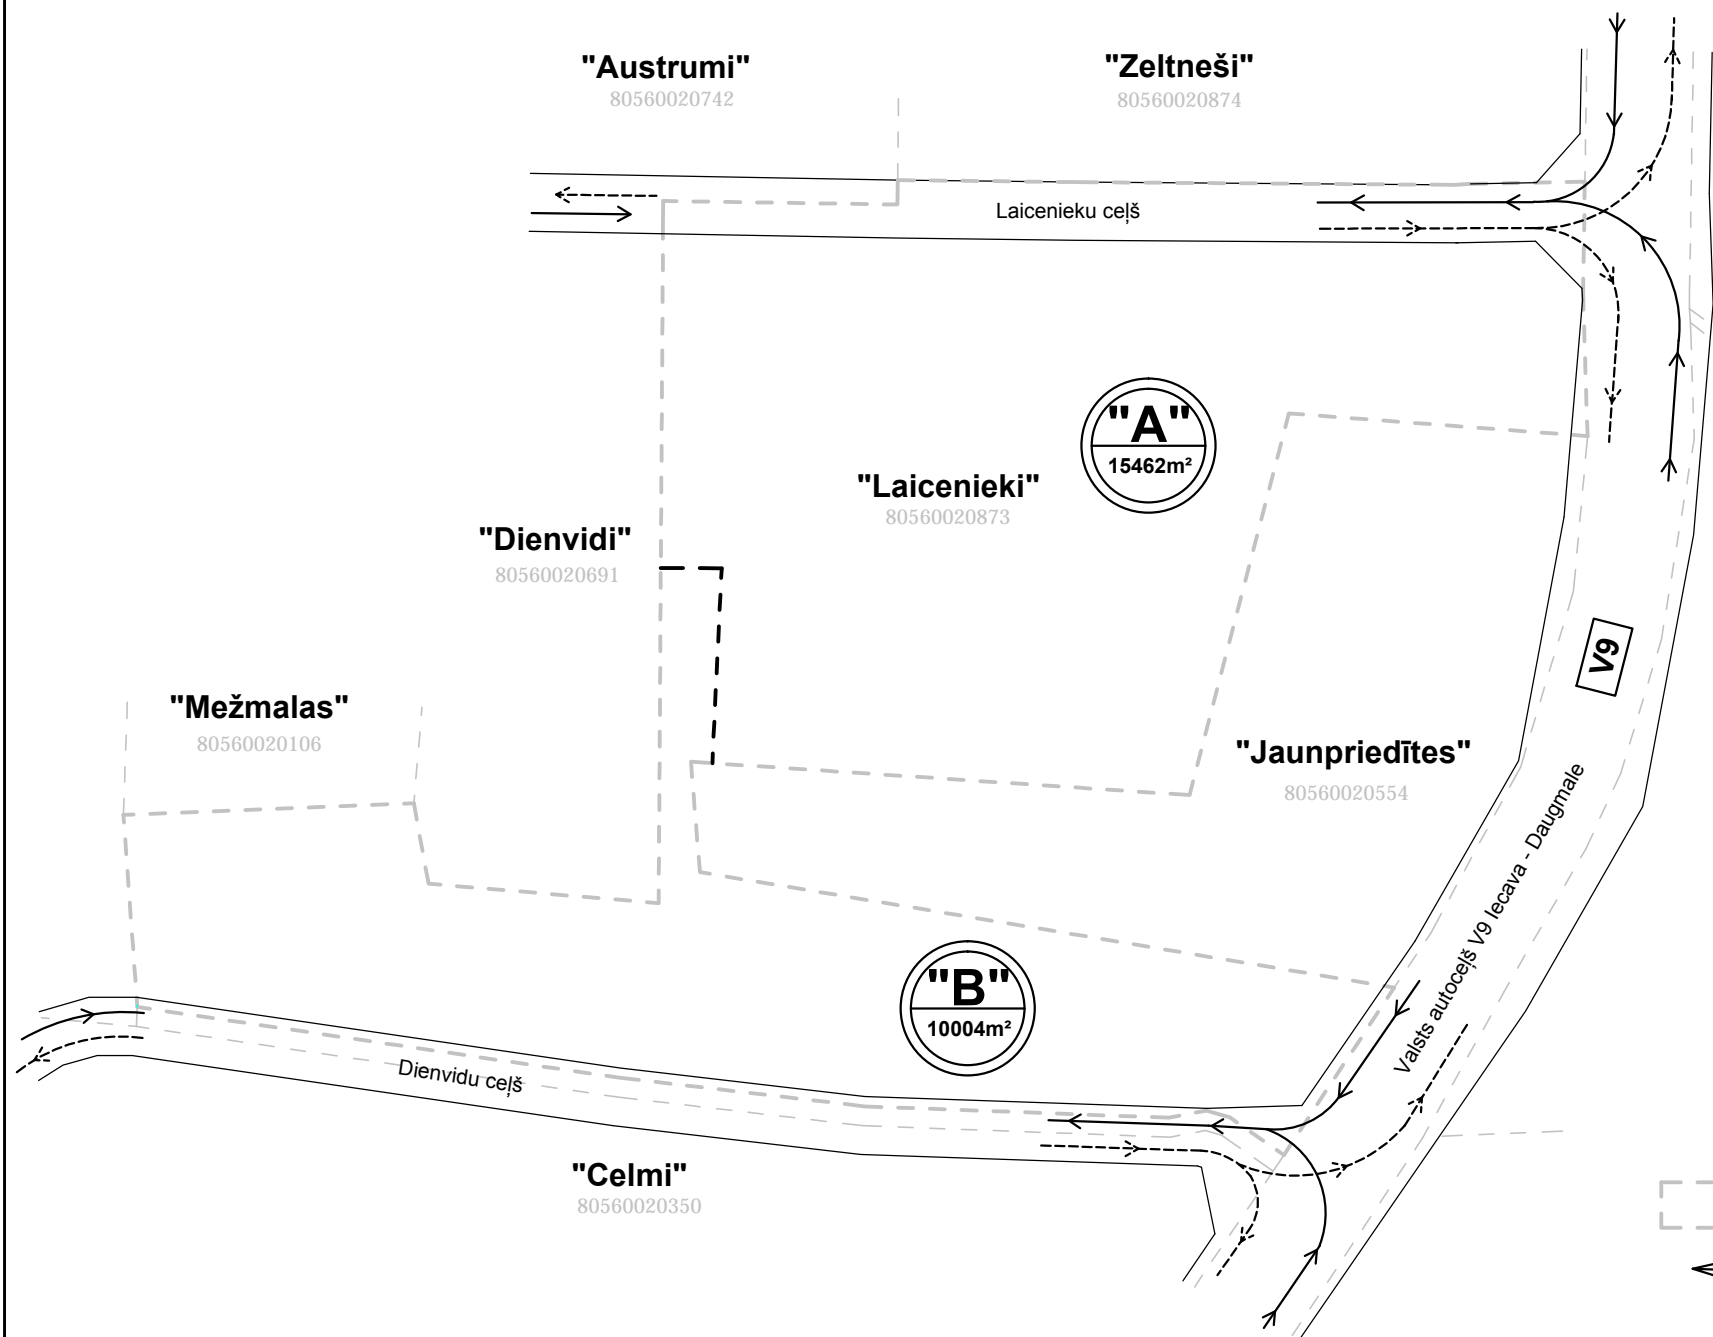 "Austrumi"
80560020742
"Zeltneši"
80560020874
Laicenieku ceļš
"A"
15462m²
"Laicenieki"
80560020873
"Dienvidi"
80560020691
V9
"Mežmalas"
80560020106
"Jaunpriedītes"
80560020554
Valsts autoceļš V9 Iecava - Daugmale
"B"
10004m²
Dienvidu ceļš
"Celmi"
80560020350